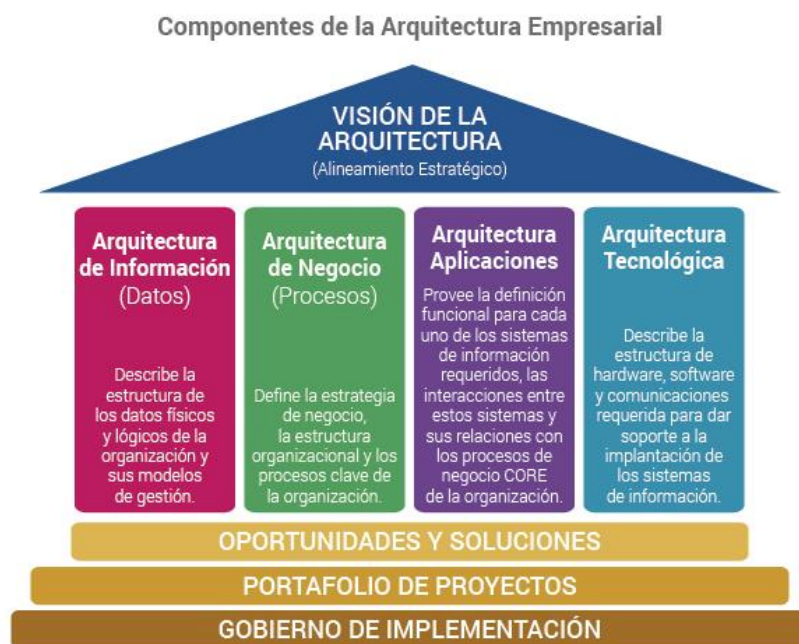 Componentes de la Arquitectura Empresarial
VISIÓN DE LA
ARQUITECTURA
(Alineamiento Estratégico)
Arquitectura
de Información
(Datos)
Describe la
estructura de
los datos físicos
y lógicos de la
organización y
sus modelos
de gestión.
Arquitectura
de Negocio
(Procesos)
Define la estrategia
de negocio,
la estructura
organizacional y los
procesos clave de
la organización.
Arquitectura
Aplicaciones
Provee la definición
funcional para cada
uno de los sistemas
de información
requeridos, las
interacciones entre
estos sistemas y
sus relaciones con
los procesos de
negocio CORE
de la organización.
Arquitectura
Tecnológica
Describe la
estructura de
hardware, software
y comunicaciones
requerida para dar
soporte a la
implantación de
los sistemas
de información.
OPORTUNIDADES Y SOLUCIONES
PORTAFOLIO DE PROYECTOS
GOBIERNO DE IMPLEMENTACIÓN